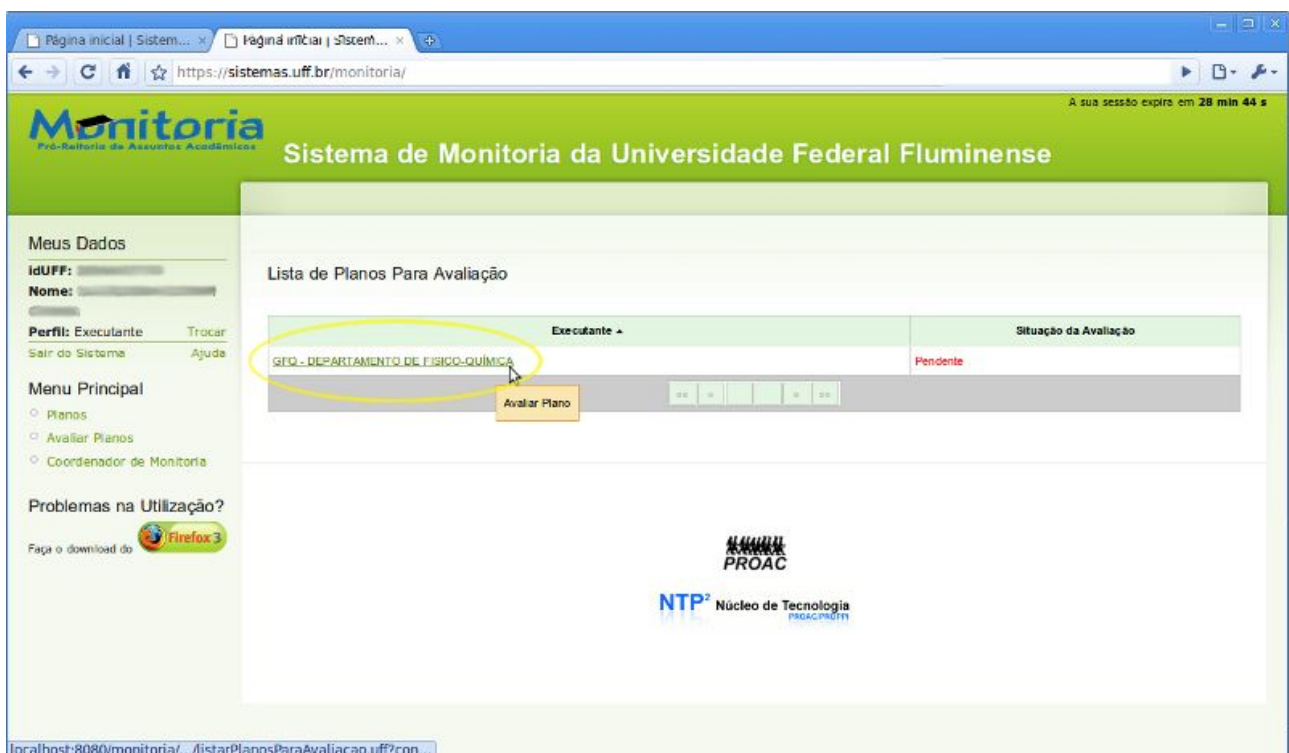 Página inicial | Sistem...
Página inicial | Sistem...
https://sistemas.uff.br/monitoria/
A sua sessão expira em 28 min 44 s
Monitoria
Pró-Reitoria de Assuntos Acadêmicos
Sistema de Monitoria da Universidade Federal Fluminense
Meus Dados
idUFF:
Nome:
Perfil: Executante Trocar
Sair do Sistema Ajuda
Menu Principal
Planos
Avaliar Planos
Coordenador de Monitoria
Problemas na Utilização?
Faça o download do Firefox 3
Lista de Planos Para Avaliação
Executante Situação da Avaliação
GFQ - DEPARTAMENTO DE FISICO-QUÍMICA Pendente
Avaliar Plano
«« « » »»
PROAC
NTP² Núcleo de Tecnologia
PROAC/PROPPI
localhost:8080/monitoria/.../listarPlanosParaAvaliacao.uff?con...